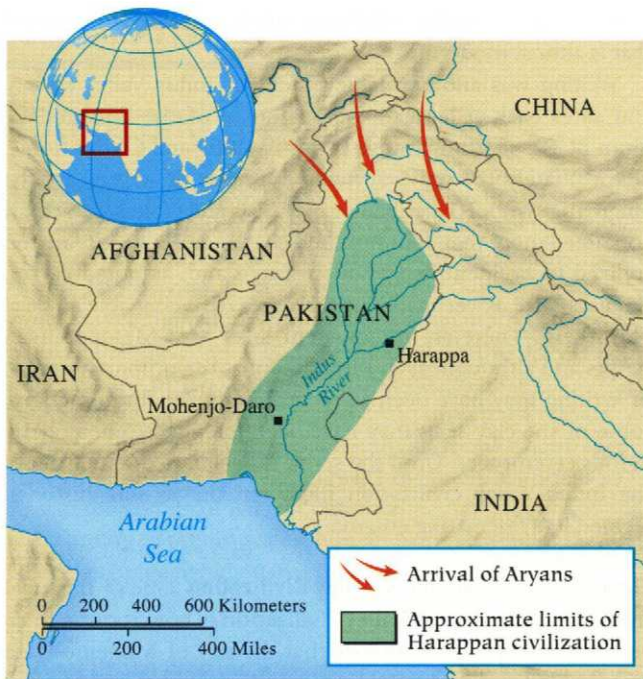 CHINA
AFGHANISTAN
PAKISTAN
Harappa
IRAN
Indus
River
Mohenjo-Daro
INDIA
Arabian
Sea
0 200 400 600 Kilometers
0 200 400 Miles
Arrival of Aryans
Approximate limits of
Harappan civilization